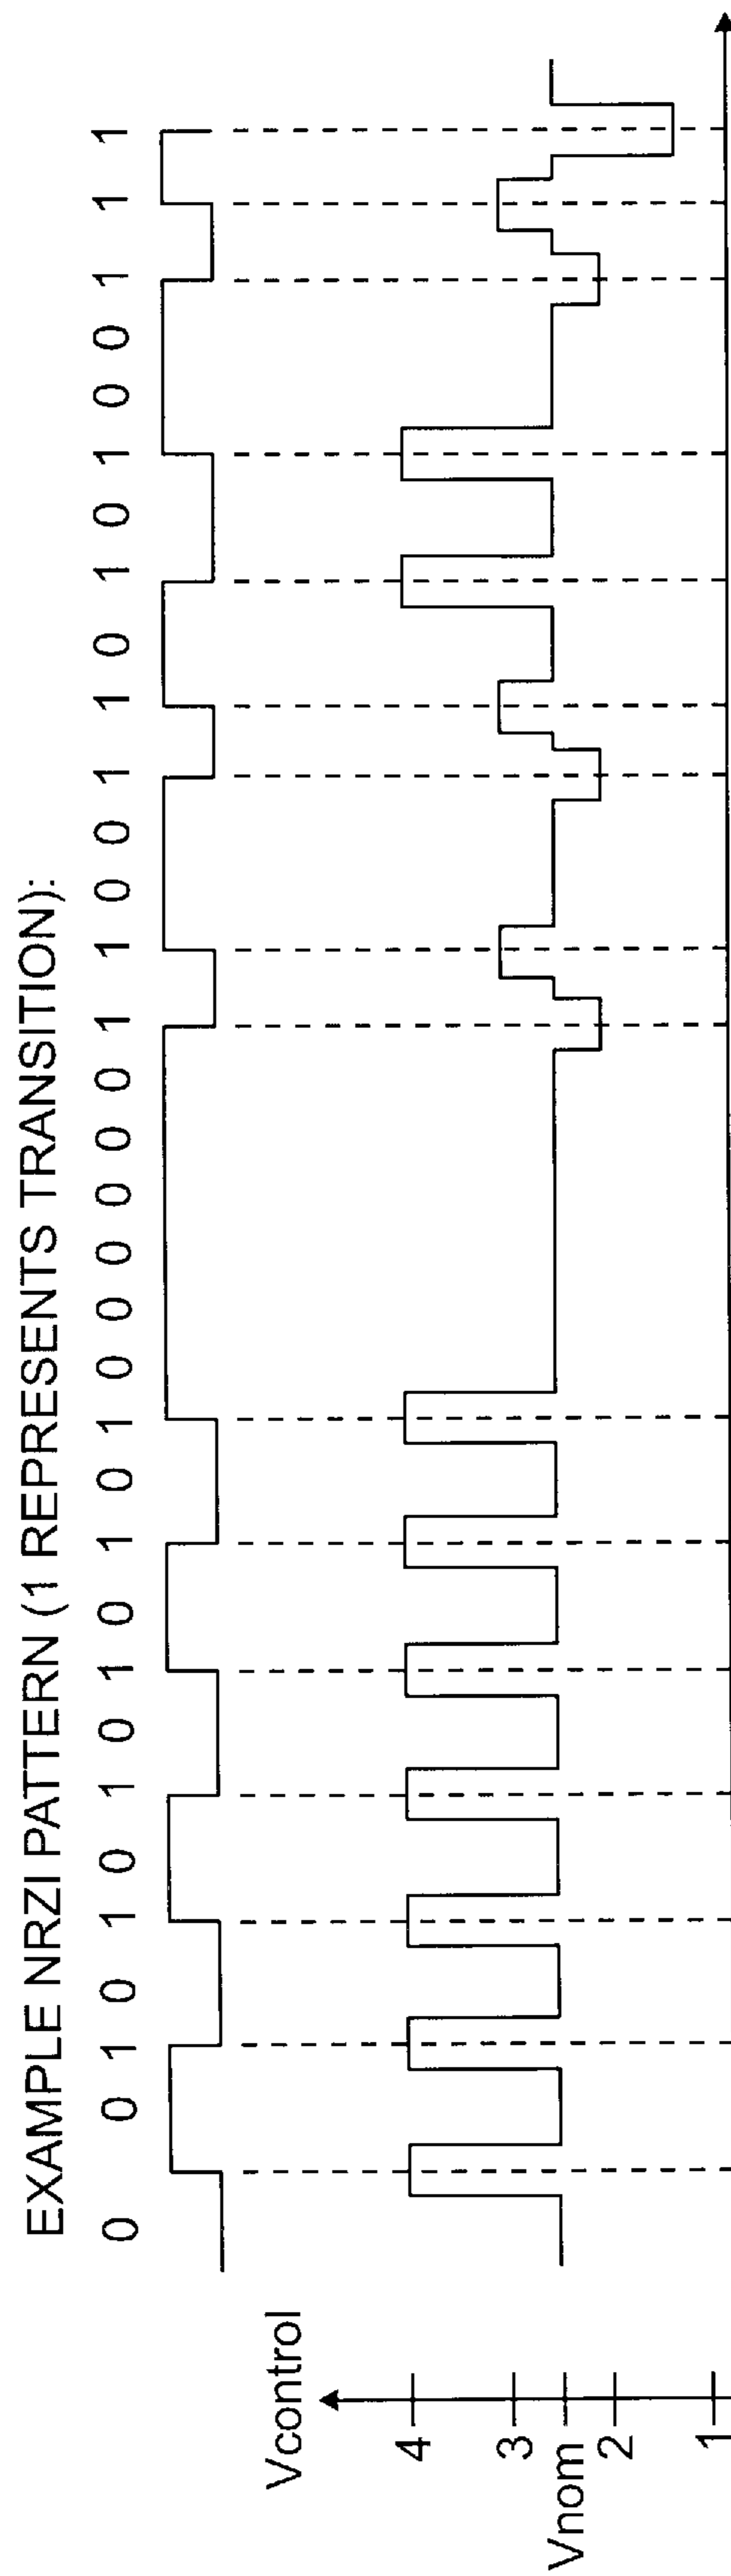 EXAMPLE NRZI PATTERN (1 REPRESENTS TRANSITION):
0 0 1 0 1 0 1 0 1 0 1 0 1 0 0 0 0 0 0 1 1 0 0 1 1 0 1 0 1 0 0 1 1 1
Vcontrol
4
3
Vnom
2
1